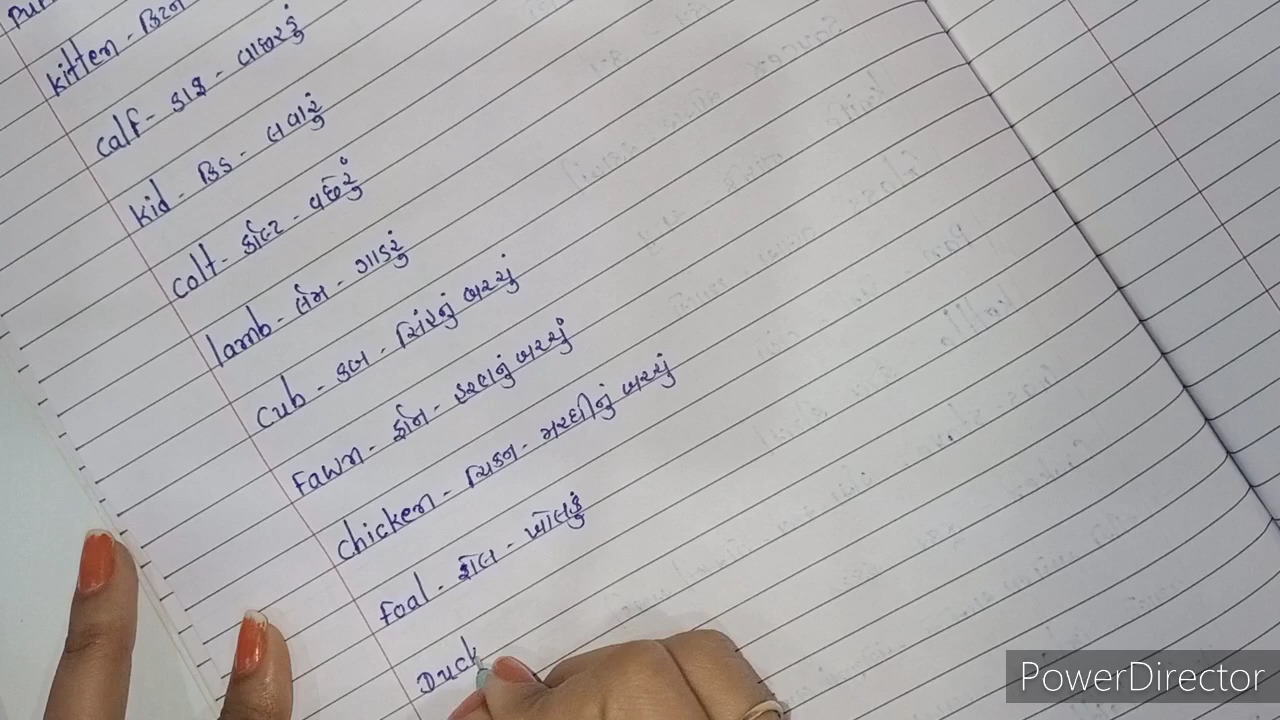 Kitten - કિટન
calf - કાફ - વાછરડું
kid - કિડ - લવારું
colt - કોલ્ટ - વછેરું
lamb - લેમ - ગાડરું
cub - કબ - સિંહનું બચ્ચું
Fawn - ફોન - હરણનું બચ્ચું
chicken - ચિકન - મરઘીનું બચ્ચું
Foal - ફોલ - ખોલકું
Duck
PowerDirector